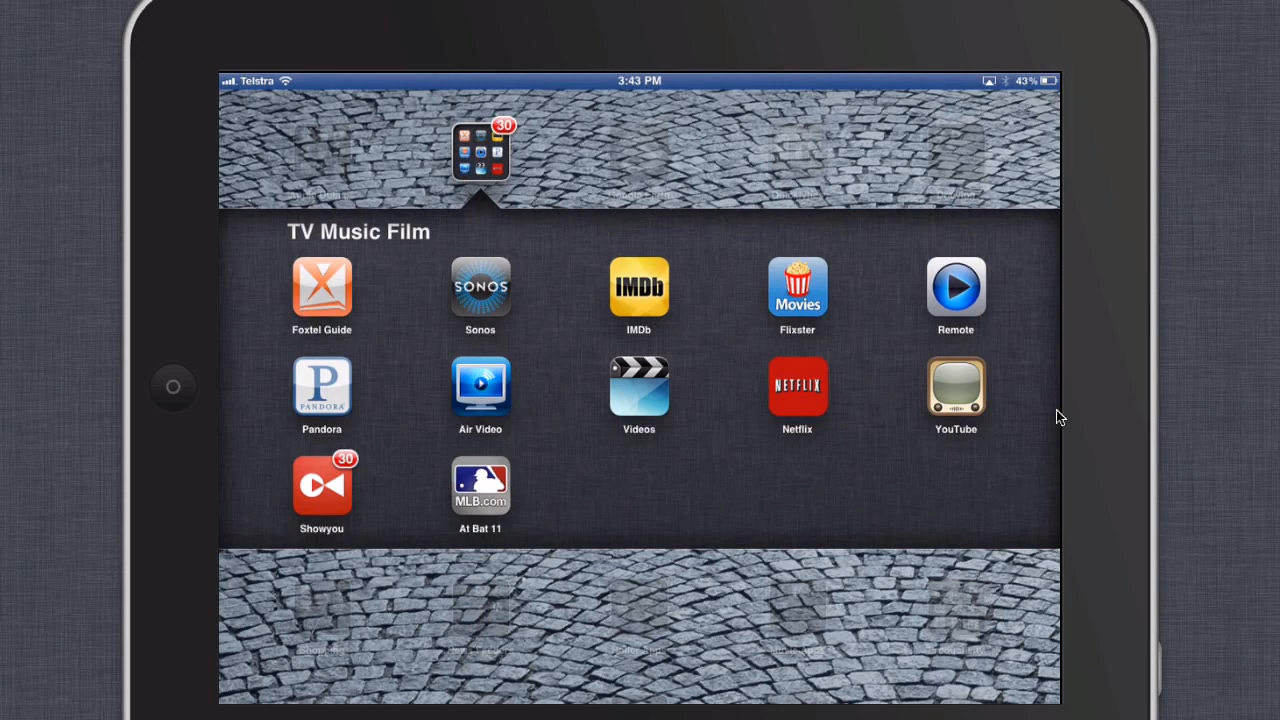 Telstra 3:43 PM 43%
30
TV Music Film
SONOS IMDb Movies
Foxtel Guide Sonos IMDb Flixster Remote
P PANDORA NETFLIX
Pandora Air Video Videos Netflix YouTube
30
MLB.com
Showyou At Bat 11
Shopping